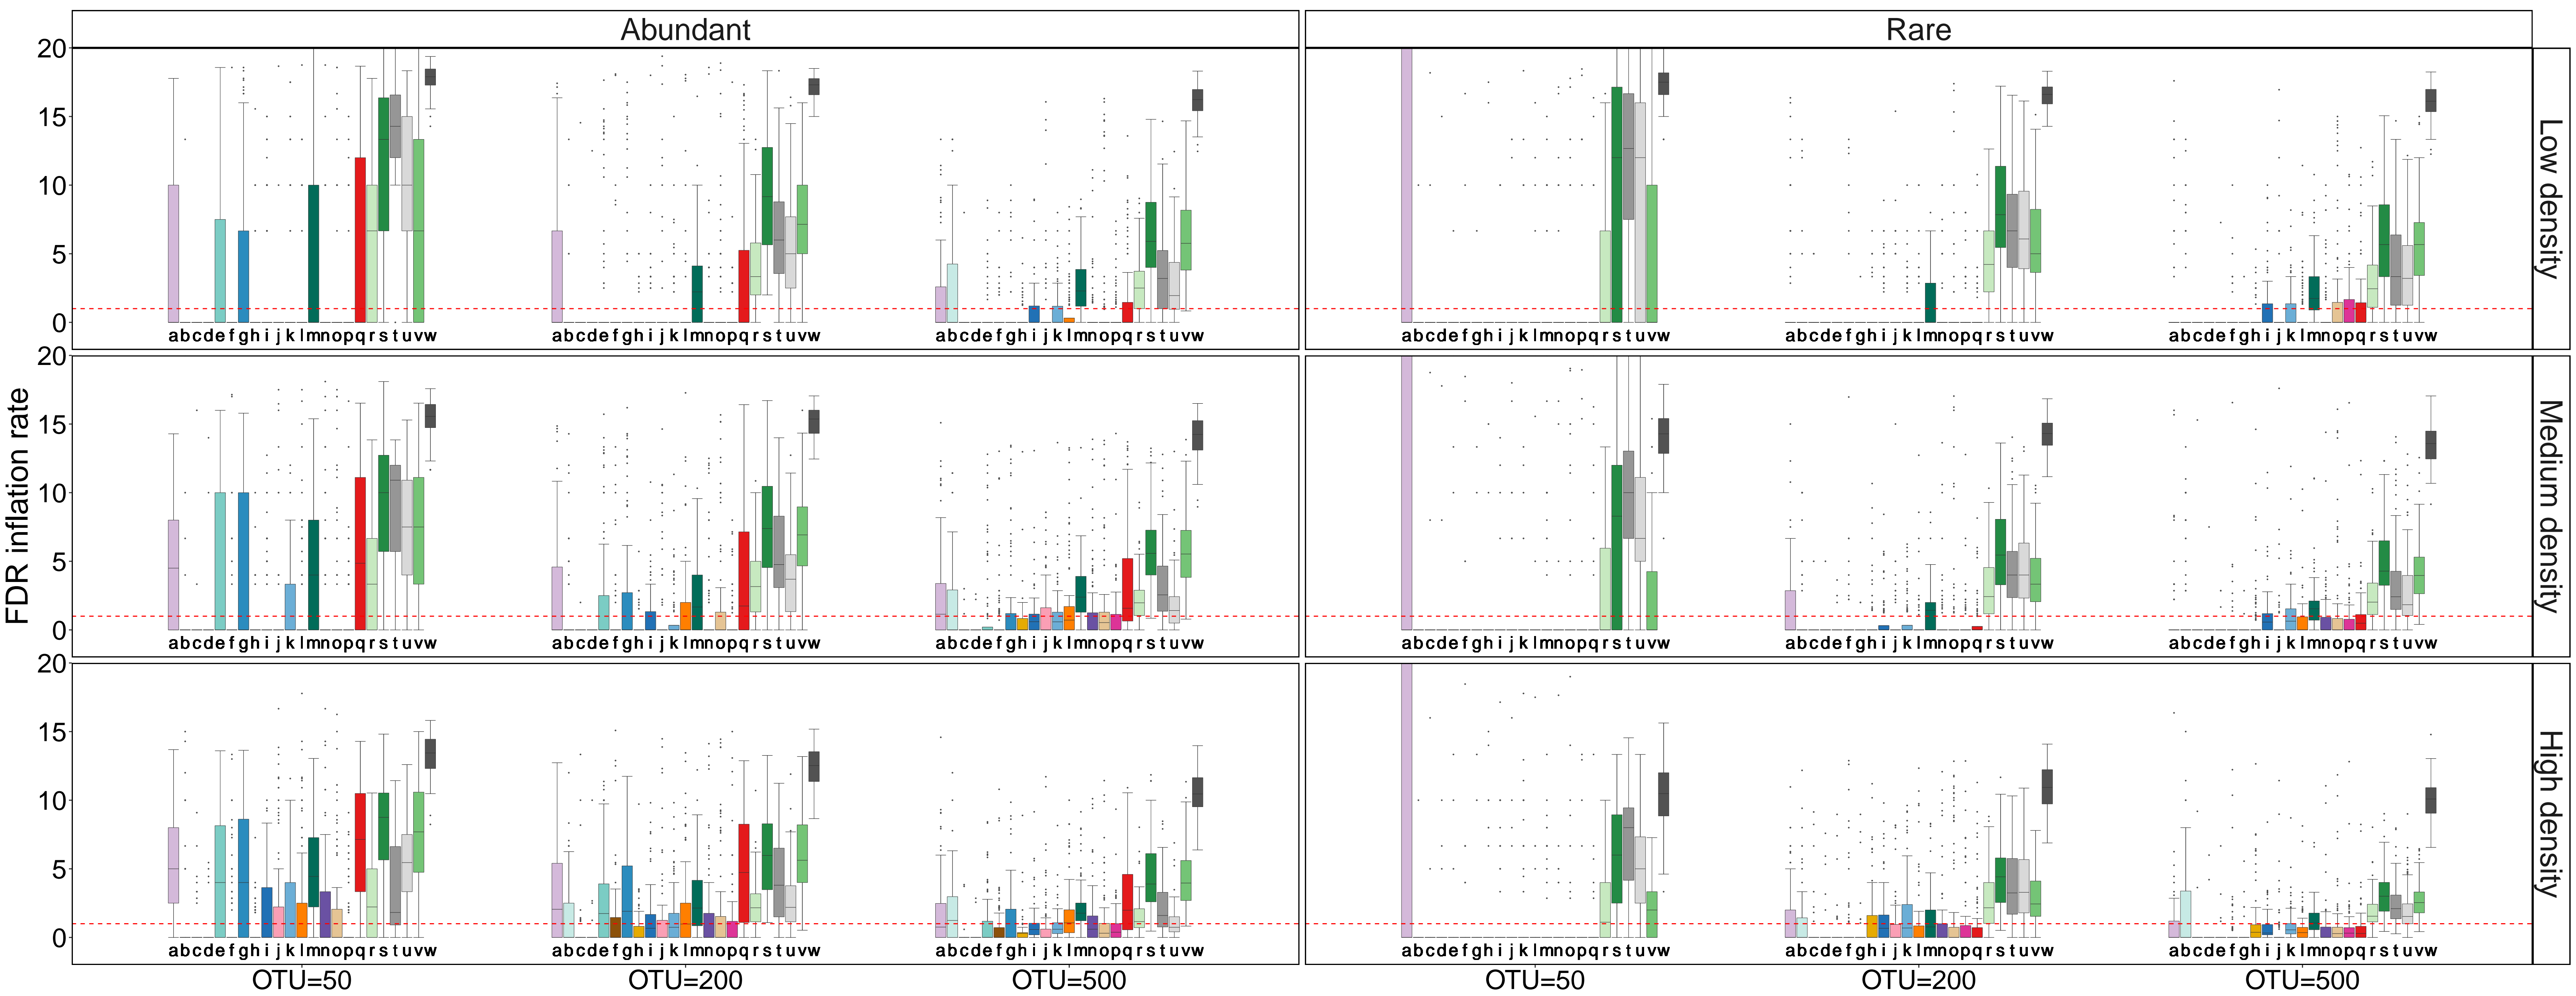 Abundant Rare
20
15
10
5
0
abcdefghijklmnopqrstuvw abcdefghijklmnopqrstuvw abcdefghijklmnopqrstuvw abcdefghijklmnopqrstuvw abcdefghijklmnopqrstuvw abcdefghijklmnopqrstuvw
Low density
20
15
10
5
0
abcdefghijklmnopqrstuvw abcdefghijklmnopqrstuvw abcdefghijklmnopqrstuvw abcdefghijklmnopqrstuvw abcdefghijklmnopqrstuvw abcdefghijklmnopqrstuvw
Medium density
FDR inflation rate
20
15
10
5
0
abcdefghijklmnopqrstuvw abcdefghijklmnopqrstuvw abcdefghijklmnopqrstuvw abcdefghijklmnopqrstuvw abcdefghijklmnopqrstuvw abcdefghijklmnopqrstuvw
High density
OTU=50 OTU=200 OTU=500 OTU=50 OTU=200 OTU=500